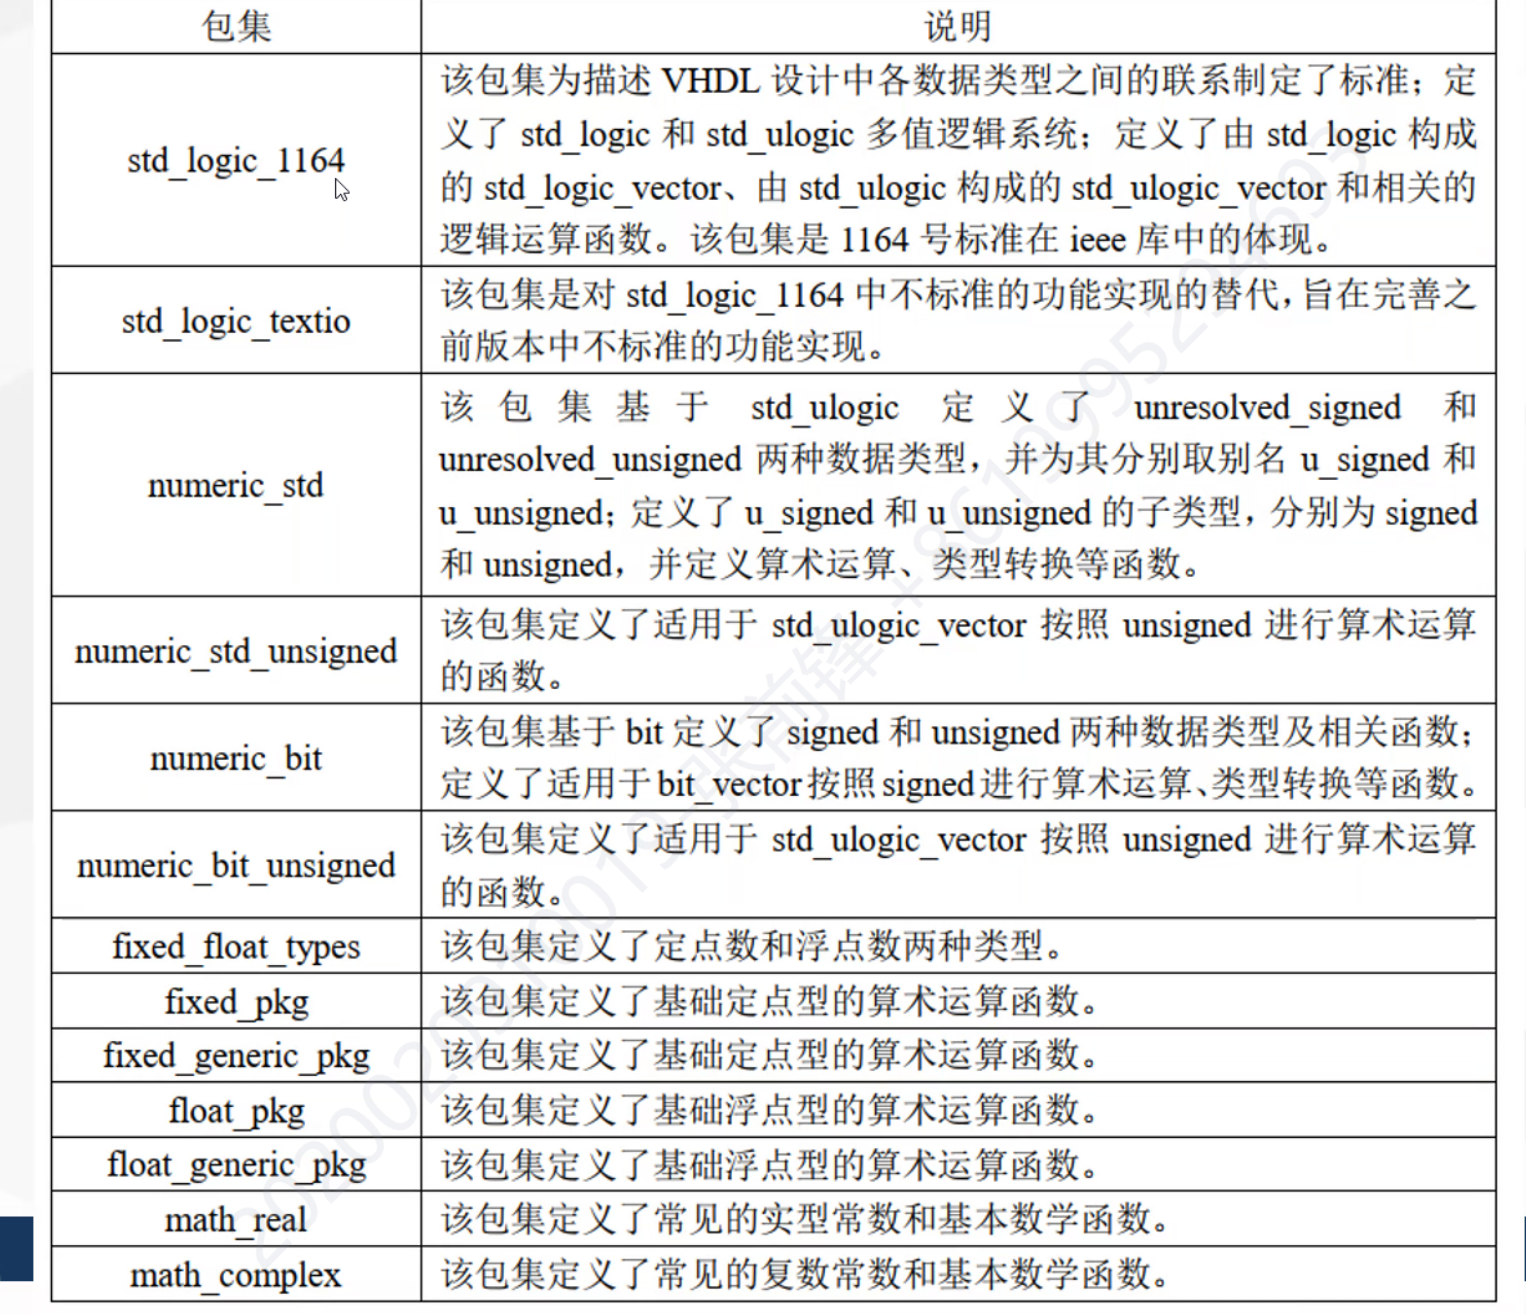 包集 说明
std_logic_1164
该包集为描述 VHDL 设计中各数据类型之间的联系制定了标准；定
义了 std_logic 和 std_ulogic 多值逻辑系统；定义了由 std_logic 构成
的 std_logic_vector、由 std_ulogic 构成的 std_ulogic_vector 和相关的
逻辑运算函数。该包集是 1164 号标准在 ieee 库中的体现。
std_logic_textio
该包集是对 std_logic_1164 中不标准的功能实现的替代，旨在完善之
前版本中不标准的功能实现。
numeric_std
该包集基于 std_ulogic 定义了 unresolved_signed 和
unresolved_unsigned 两种数据类型，并为其分别取别名 u_signed 和
u_unsigned；定义了 u_signed 和 u_unsigned 的子类型，分别为 signed
和 unsigned，并定义算术运算、类型转换等函数。
numeric_std_unsigned
该包集定义了适用于 std_ulogic_vector 按照 unsigned 进行算术运算
的函数。
numeric_bit
该包集基于 bit 定义了 signed 和 unsigned 两种数据类型及相关函数；
定义了适用于 bit_vector 按照 signed 进行算术运算、类型转换等函数。
numeric_bit_unsigned
该包集定义了适用于 std_ulogic_vector 按照 unsigned 进行算术运算
的函数。
fixed_float_types 该包集定义了定点数和浮点数两种类型。
fixed_pkg 该包集定义了基础定点型的算术运算函数。
fixed_generic_pkg 该包集定义了基础定点型的算术运算函数。
float_pkg 该包集定义了基础浮点型的算术运算函数。
float_generic_pkg 该包集定义了基础浮点型的算术运算函数。
math_real 该包集定义了常见的实型常数和基本数学函数。
math_complex 该包集定义了常见的复数常数和基本数学函数。